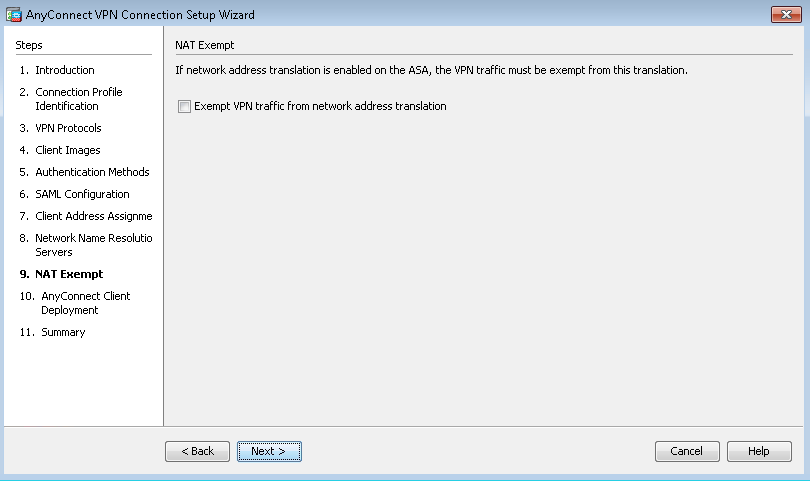 AnyConnect VPN Connection Setup Wizard
Steps
1. Introduction
2. Connection Profile
Identification
3. VPN Protocols
4. Client Images
5. Authentication Methods
6. SAML Configuration
7. Client Address Assignme
8. Network Name Resolutio
Servers
9. NAT Exempt
10. AnyConnect Client
Deployment
11. Summary
NAT Exempt
If network address translation is enabled on the ASA, the VPN traffic must be exempt from this translation.
Exempt VPN traffic from network address translation
< Back
Next >
Cancel
Help